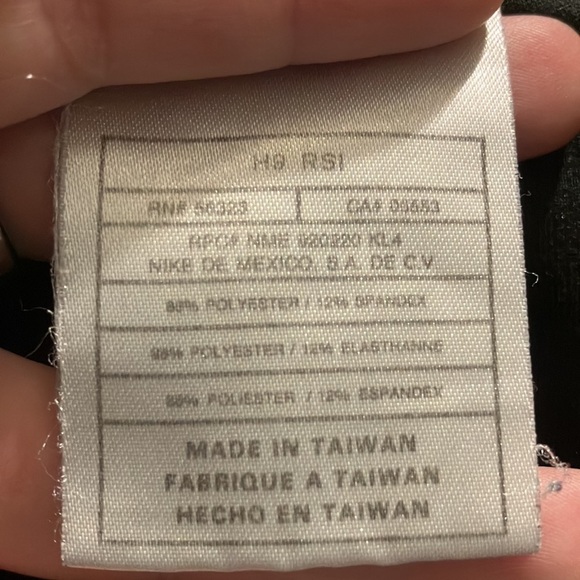 H9 RSI
RN# 56323 CA# 05553
RFC# NME 920220 KL4
NIKE DE MEXICO, S.A. DE C.V.
88% POLYESTER / 12% SPANDEX
88% POLYESTER / 12% ELASTHANNE
88% POLIESTER / 12% ESPANDEX
MADE IN TAIWAN
FABRIQUE A TAIWAN
HECHO EN TAIWAN